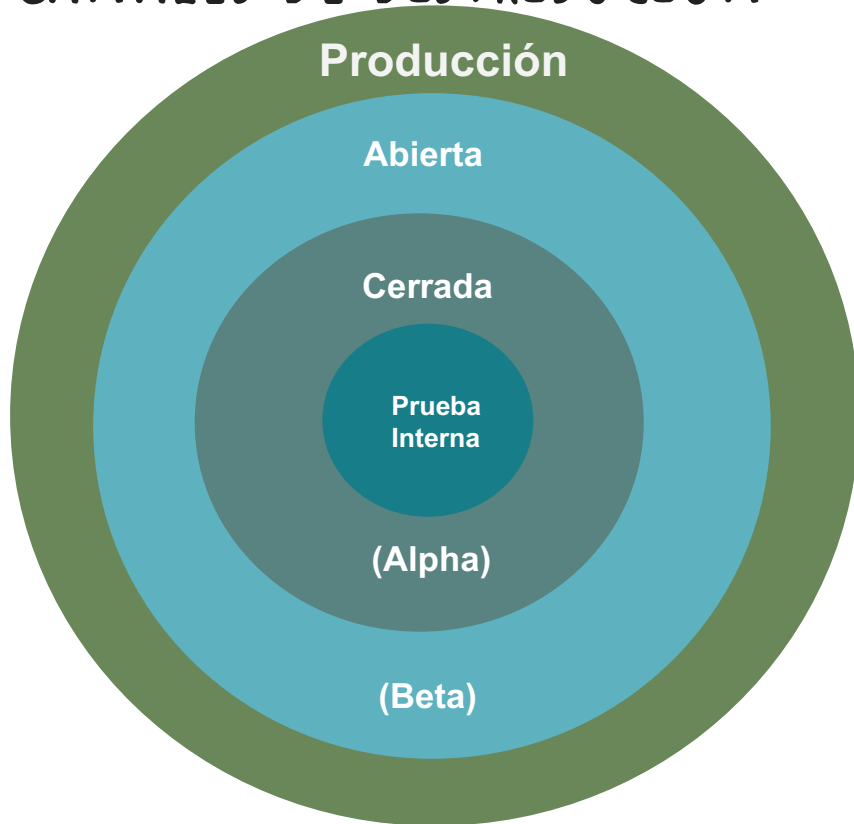 Producción
Abierta
Cerrada
Prueba
Interna
(Alpha)
(Beta)